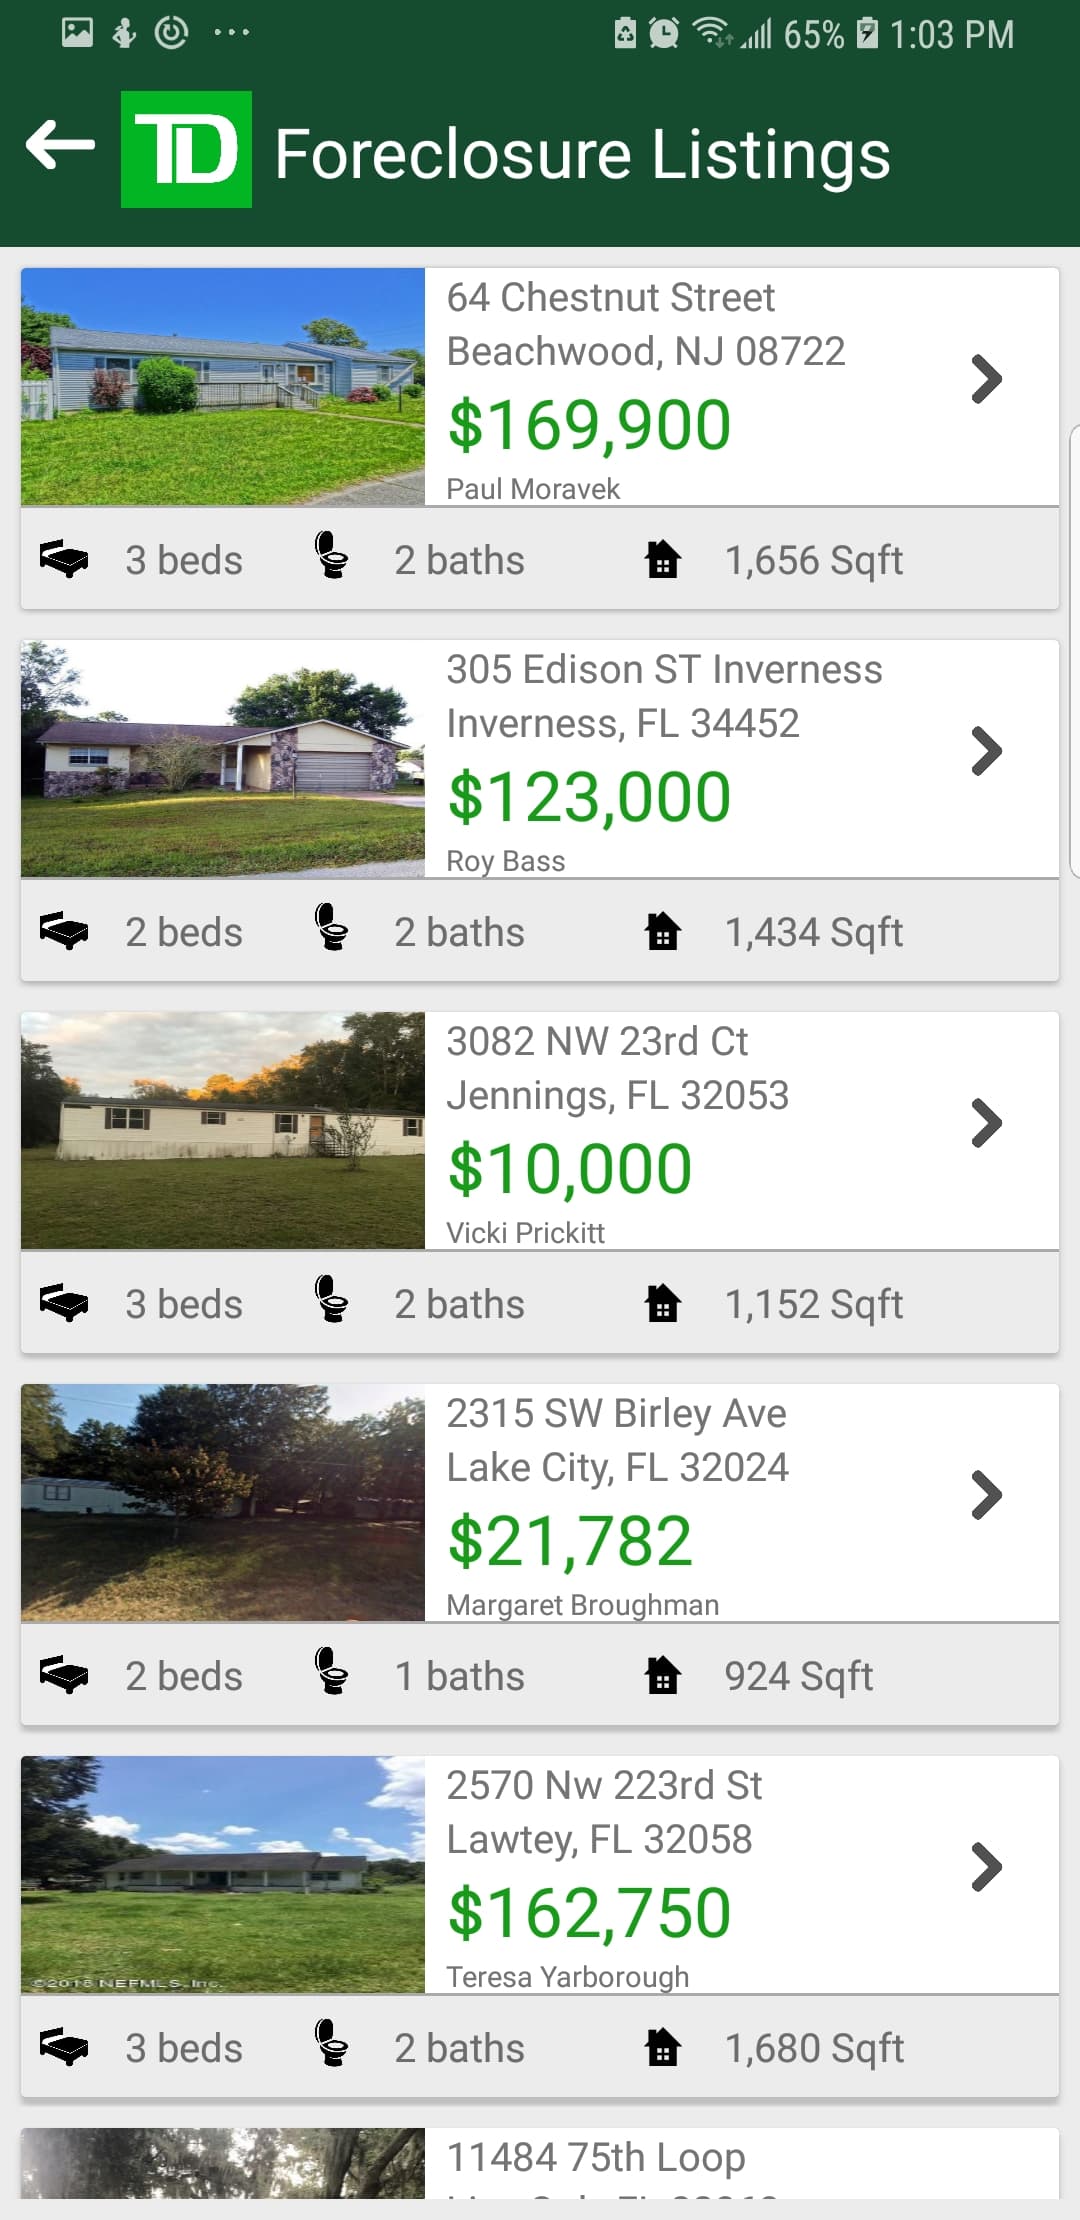 65% 1:03 PM
TD Foreclosure Listings
64 Chestnut Street
Beachwood, NJ 08722
$169,900
Paul Moravek
3 beds 2 baths 1,656 Sqft
305 Edison ST Inverness
Inverness, FL 34452
$123,000
Roy Bass
2 beds 2 baths 1,434 Sqft
3082 NW 23rd Ct
Jennings, FL 32053
$10,000
Vicki Prickitt
3 beds 2 baths 1,152 Sqft
2315 SW Birley Ave
Lake City, FL 32024
$21,782
Margaret Broughman
2 beds 1 baths 924 Sqft
2570 Nw 223rd St
Lawtey, FL 32058
$162,750
Teresa Yarborough
©2018 NEFMLS, Inc.
3 beds 2 baths 1,680 Sqft
11484 75th Loop